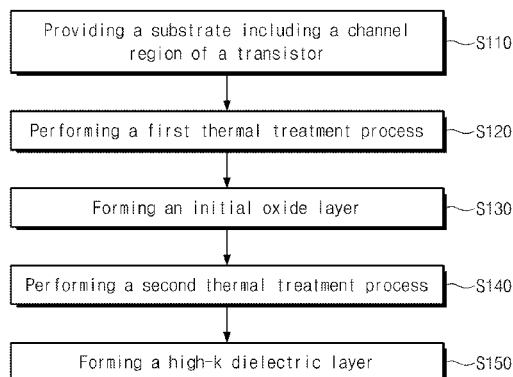 Providing a substrate including a channel
region of a transistor
S110
Performing a first thermal treatment process
S120
Forming an initial oxide layer
S130
Performing a second thermal treatment process
S140
Forming a high-k dielectric layer
S150